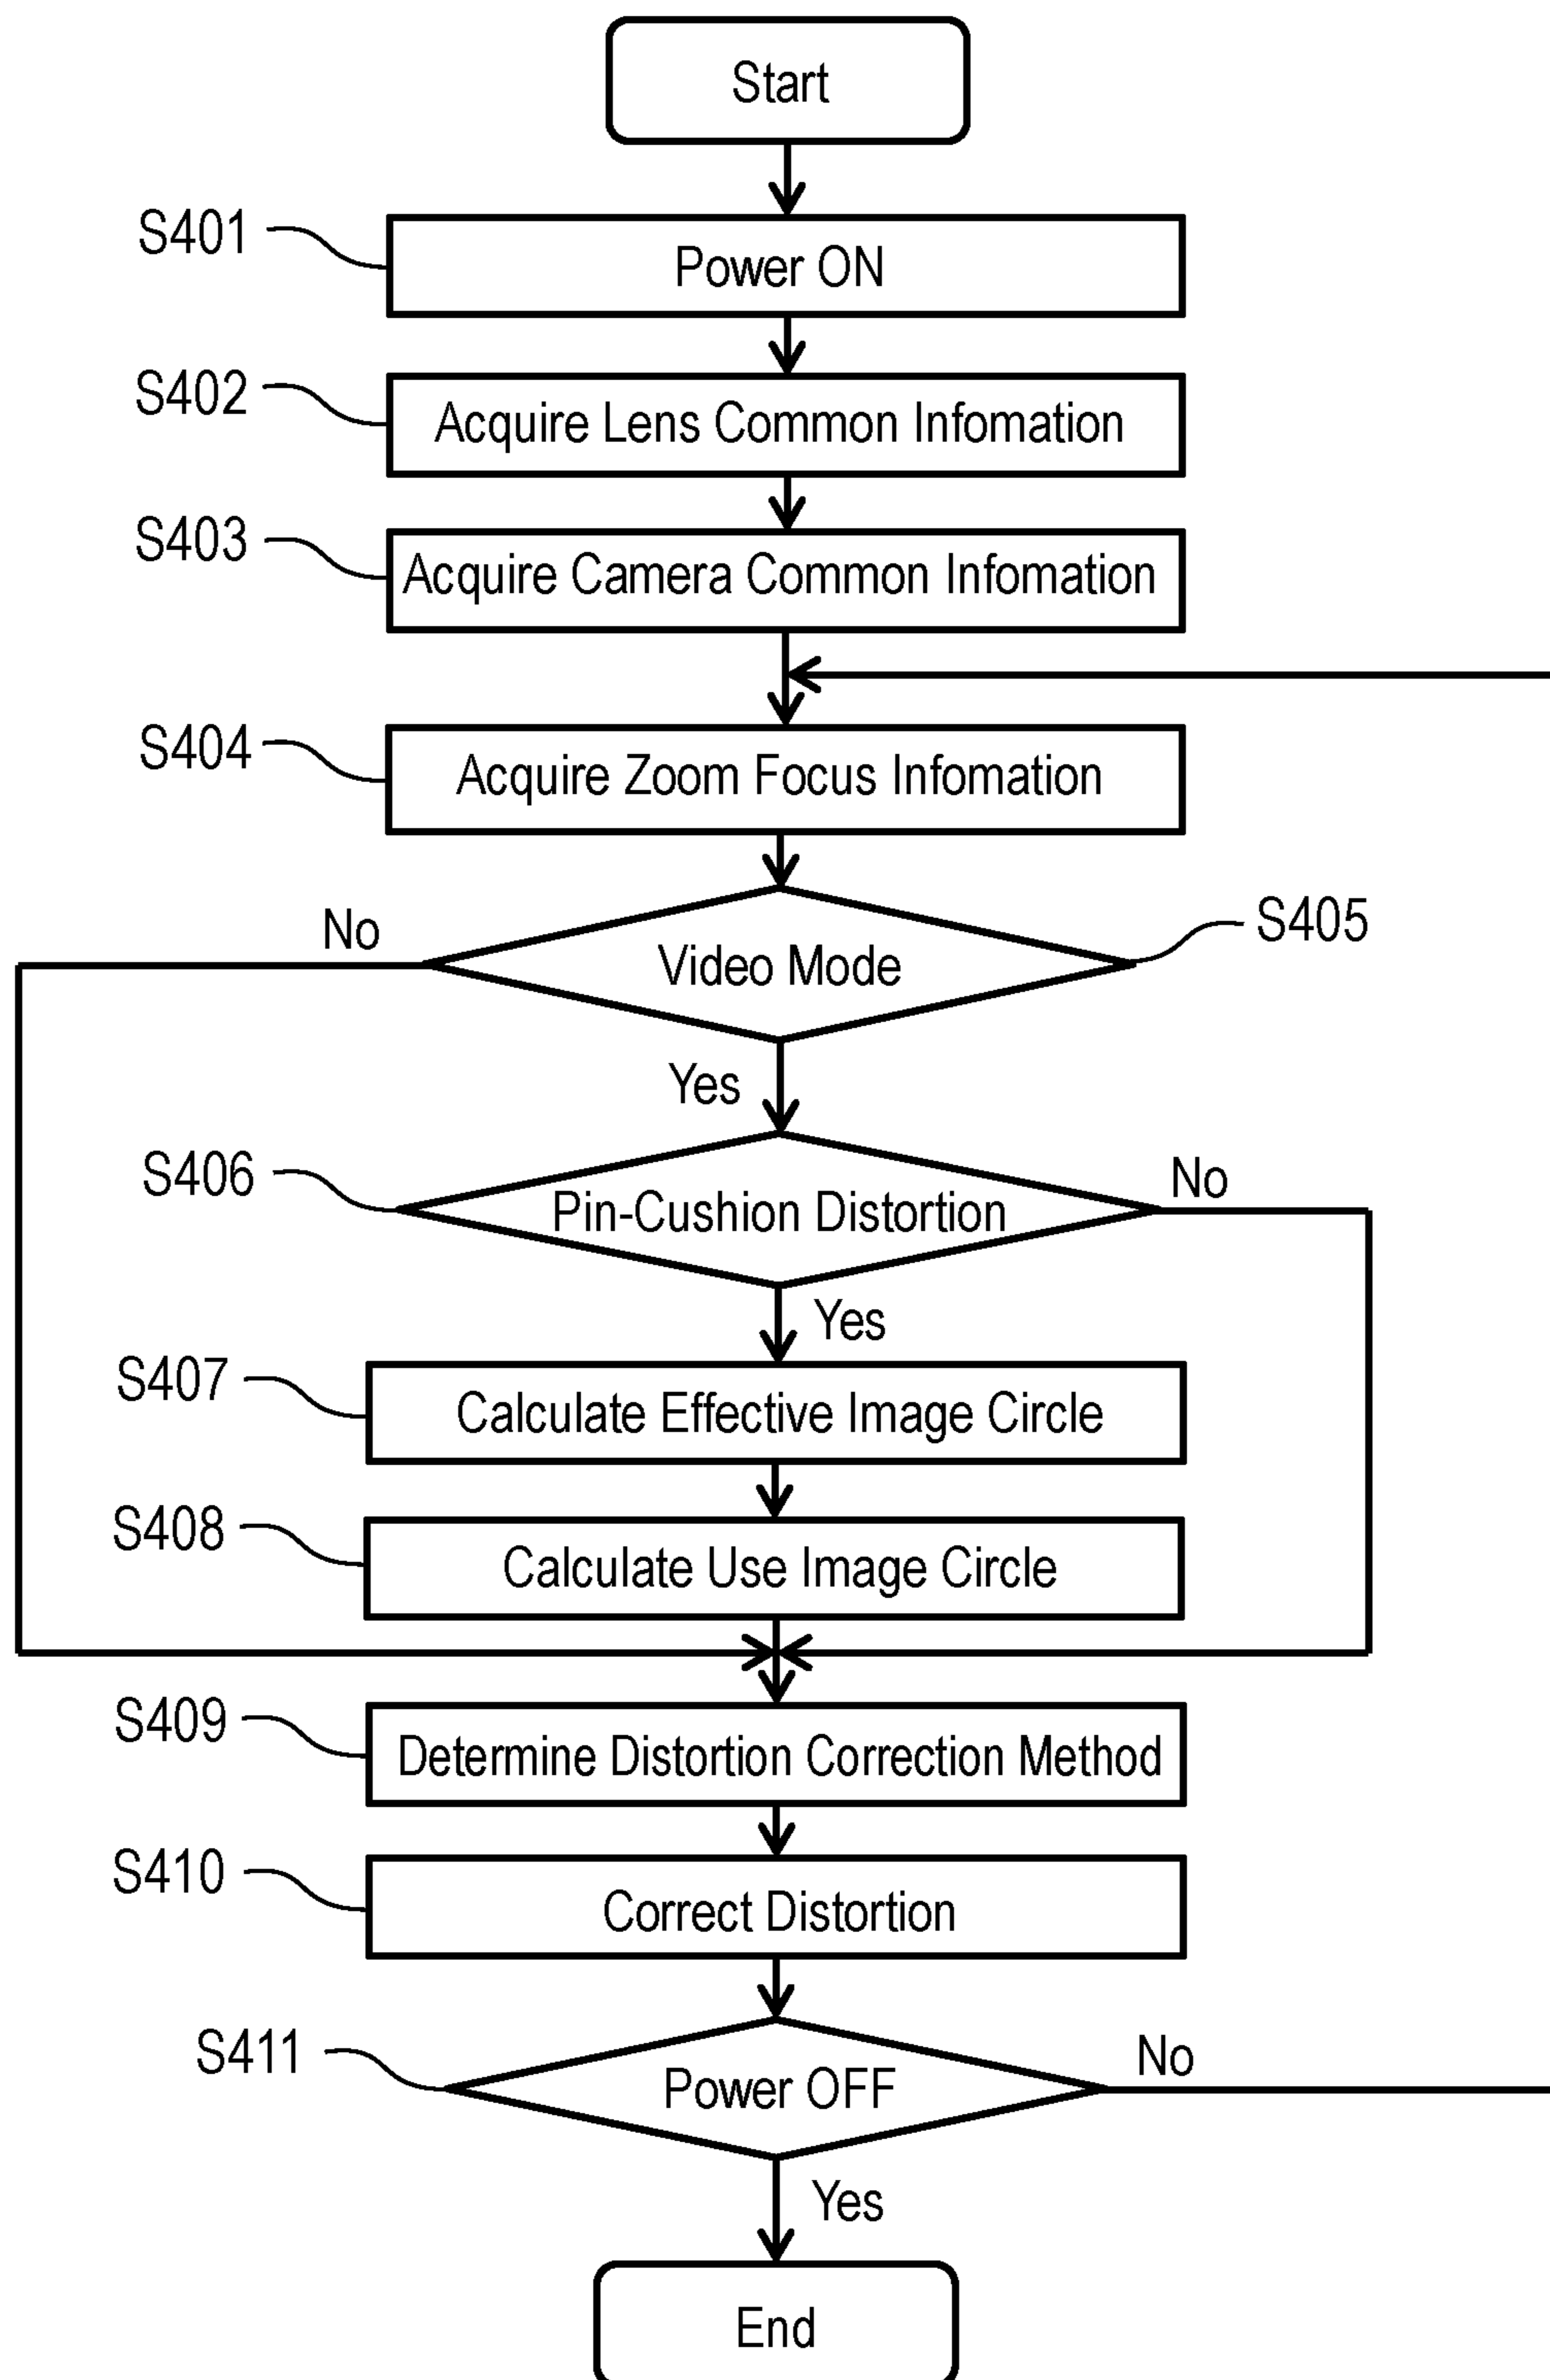 Start
S401
Power ON
S402
Acquire Lens Common Infomation
S403
Acquire Camera Common Infomation
S404
Acquire Zoom Focus Infomation
No
S405
Video Mode
Yes
S406
No
Pin-Cushion Distortion
Yes
S407
Calculate Effective Image Circle
S408
Calculate Use Image Circle
S409
Determine Distortion Correction Method
S410
Correct Distortion
S411
No
Power OFF
Yes
End